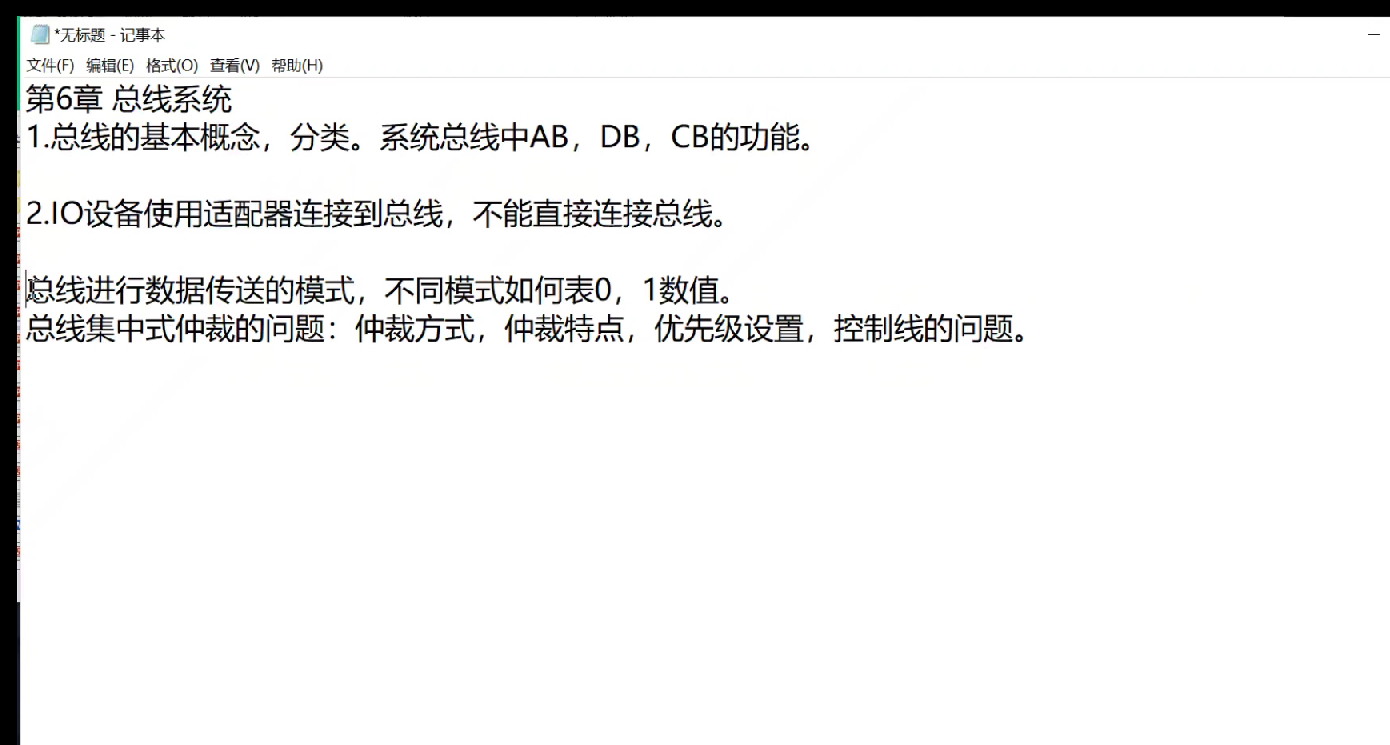 *无标题 - 记事本
文件(F) 编辑(E) 格式(O) 查看(V) 帮助(H)
第6章 总线系统
1.总线的基本概念，分类。系统总线中AB，DB，CB的功能。
2.IO设备使用适配器连接到总线，不能直接连接总线。
总线进行数据传送的模式，不同模式如何表0，1数值。
总线集中式仲裁的问题：仲裁方式，仲裁特点，优先级设置，控制线的问题。